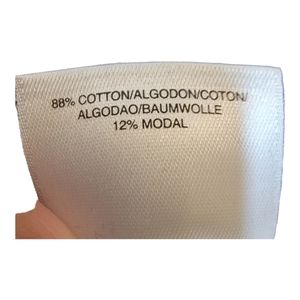 88% COTTON/ALGODON/COTON/
ALGODAO/BAUMWOLLE
12% MODAL